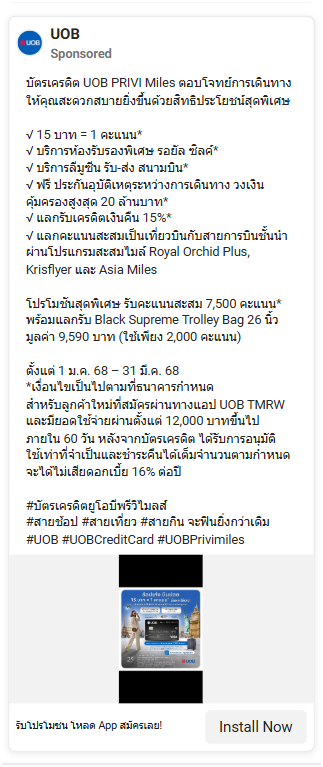 UOB
UOB
Sponsored
บัตรเครดิต UOB PRIVI Miles ตอบโจทย์การเดินทาง
ให้คุณสะดวกสบายยิ่งขึ้นด้วยสิทธิประโยชน์สุดพิเศษ
√ 15 บาท = 1 คะแนน*
√ บริการห้องรับรองพิเศษ รอยัล ซิลค์*
√ บริการลีมูซีน รับ-ส่ง สนามบิน*
√ ฟรี ประกันอุบัติเหตุระหว่างการเดินทาง วงเงิน
คุ้มครองสูงสุด 20 ล้านบาท*
√ แลกรับเครดิตเงินคืน 15%*
√ แลกคะแนนสะสมเป็นเที่ยวบินกับสายการบินชั้นนำ
ผ่านโปรแกรมสะสมไมล์ Royal Orchid Plus,
Krisflyer และ Asia Miles
โปรโมชั่นสุดพิเศษ รับคะแนนสะสม 7,500 คะแนน*
พร้อมแลกรับ Black Supreme Trolley Bag 26 นิ้ว
มูลค่า 9,590 บาท (ใช้เพียง 2,000 คะแนน)
ตั้งแต่ 1 ม.ค. 68 – 31 มี.ค. 68
*เงื่อนไขเป็นไปตามที่ธนาคารกำหนด
สำหรับลูกค้าใหม่ที่สมัครผ่านทางแอป UOB TMRW
และมียอดใช้จ่ายผ่านตั้งแต่ 12,000 บาทขึ้นไป
ภายใน 60 วัน หลังจากบัตรเครดิต ได้รับการอนุมัติ
ใช้เท่าที่จำเป็นและชำระคืนได้เต็มจำนวนตามกำหนด
จะได้ไม่เสียดอกเบี้ย 16% ต่อปี
#บัตรเครดิตยูโอบีพรีวิไมลส์
#สายช้อป #สายเที่ยว #สายกิน จะฟินยิ่งกว่าเดิม
#UOB #UOBCreditCard #UOBPrivimiles
รับโปรโมชัน โหลด App สมัครเลย!
Install Now